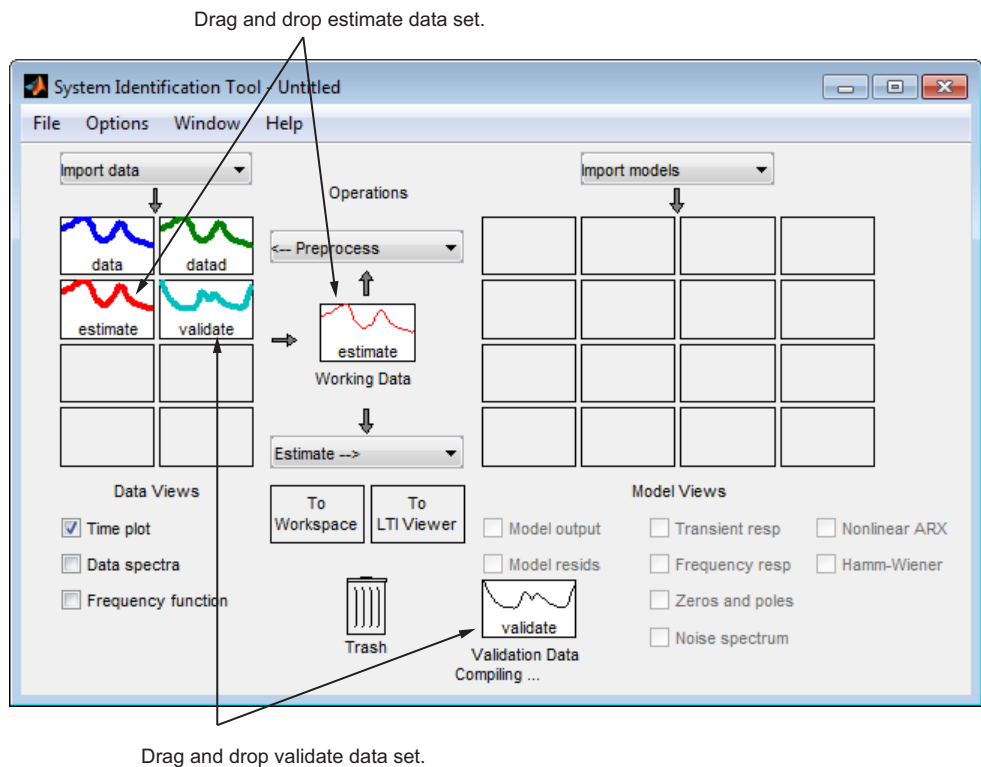 Drag and drop estimate data set.
System Identification Tool - Untitled
File Options Window Help
Import data
Import models
Operations
<-- Preprocess
data
datad
estimate
validate
estimate
Working Data
Estimate -->
Data Views
Time plot
Data spectra
Frequency function
To
Workspace
To
LTI Viewer
Trash
Model Views
Model output
Transient resp
Nonlinear ARX
Model resids
Frequency resp
Hamm-Wiener
Zeros and poles
Noise spectrum
validate
Validation Data
Compiling ...
Drag and drop validate data set.